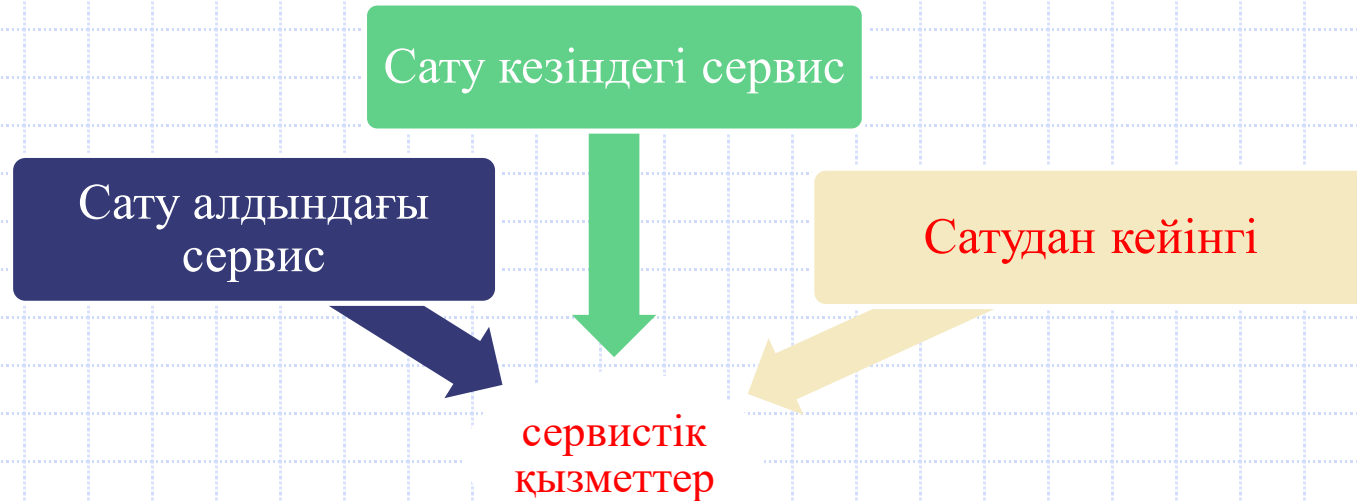 Сату кезіндегі сервис
Сату алдындағы
сервис
Сатудан кейінгі
сервистік
қызметтер